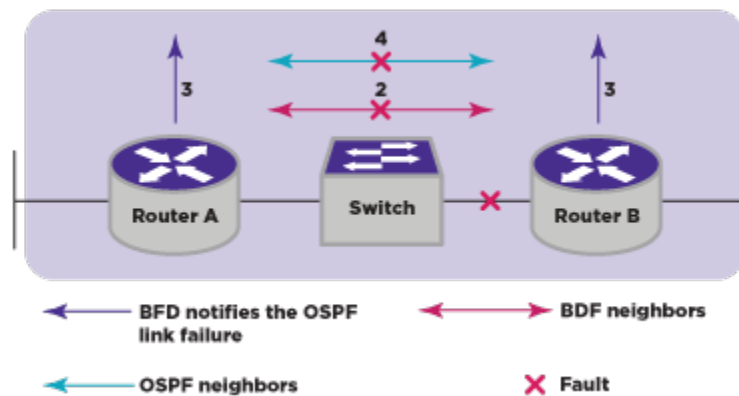 4
3
2
3
Router A
Switch
Router B
BFD notifies the OSPF
link failure
BDF neighbors
OSPF neighbors
Fault